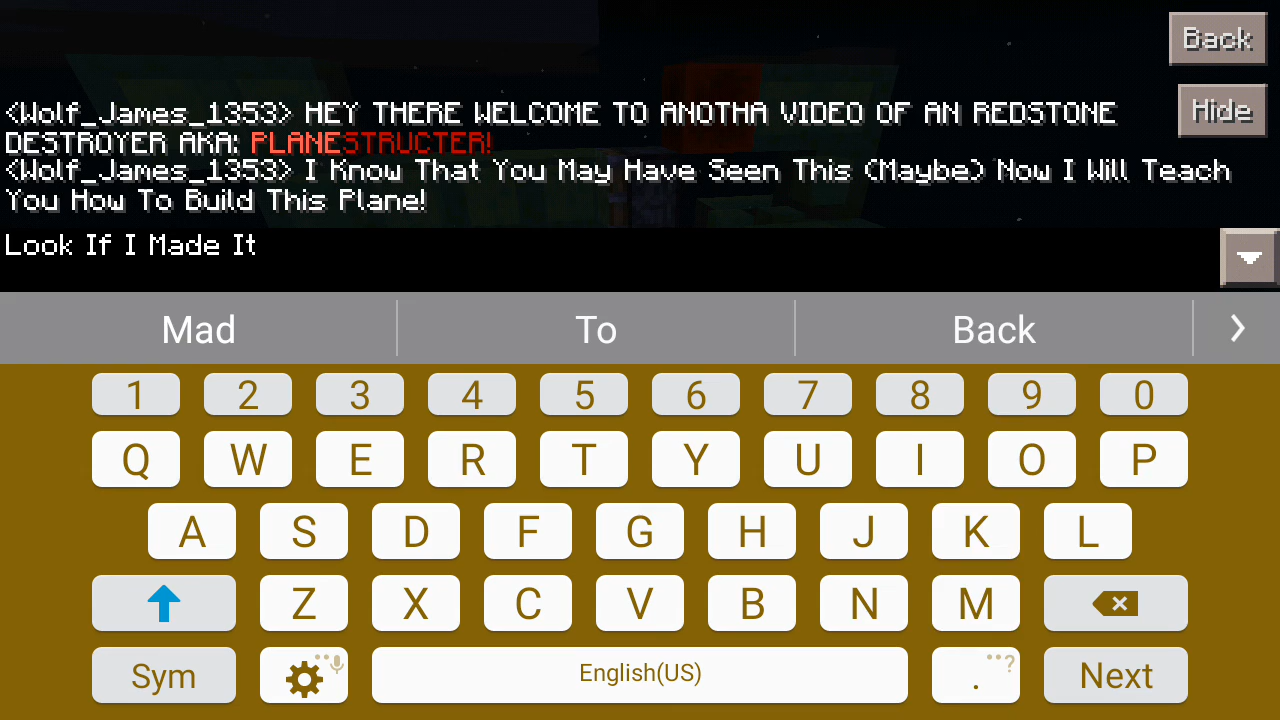 Back
<Wolf_James_1353> HEY THERE WELCOME TO ANOTHA VIDEO OF AN REDSTONE
Hide
DESTROYER AKA: PLANESTRUCTER!
<Wolf_James_1353> I Know That You May Have Seen This (Maybe) Now I Will Teach
You How To Build This Plane!
Look If I Made It
Mad To Back
1 2 3 4 5 6 7 8 9 0
Q W E R T Y U I O P
A S D F G H J K L
Z X C V B N M
Sym English(US) . ? Next